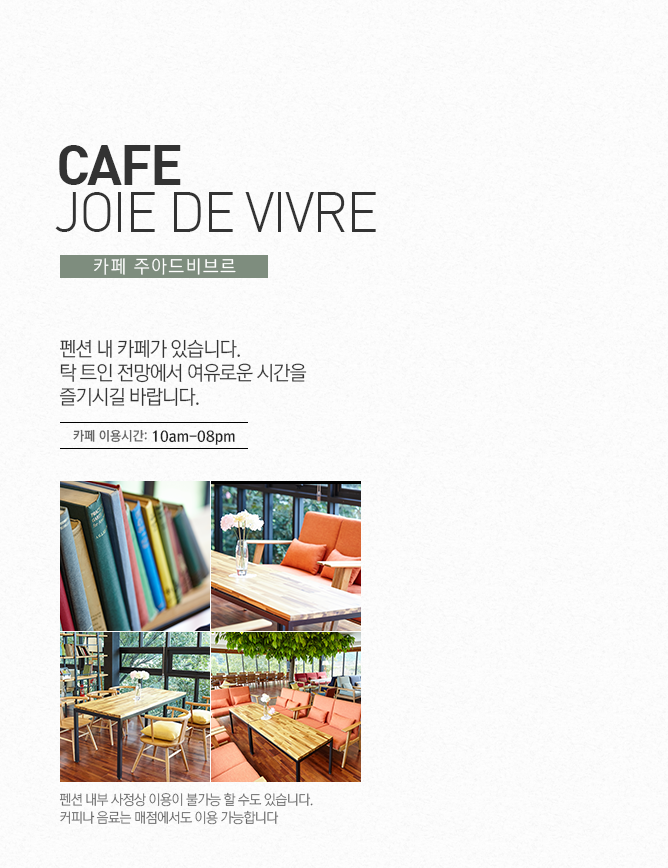 CAFE
JOIE DE VIVRE
카페 주아드비브르
펜션 내 카페가 있습니다.
탁 트인 전망에서 여유로운 시간을
즐기시길 바랍니다.
카페 이용시간: 10am-08pm
펜션 내부 사정상 이용이 불가능 할 수도 있습니다.
커피나 음료는 매점에서도 이용 가능합니다